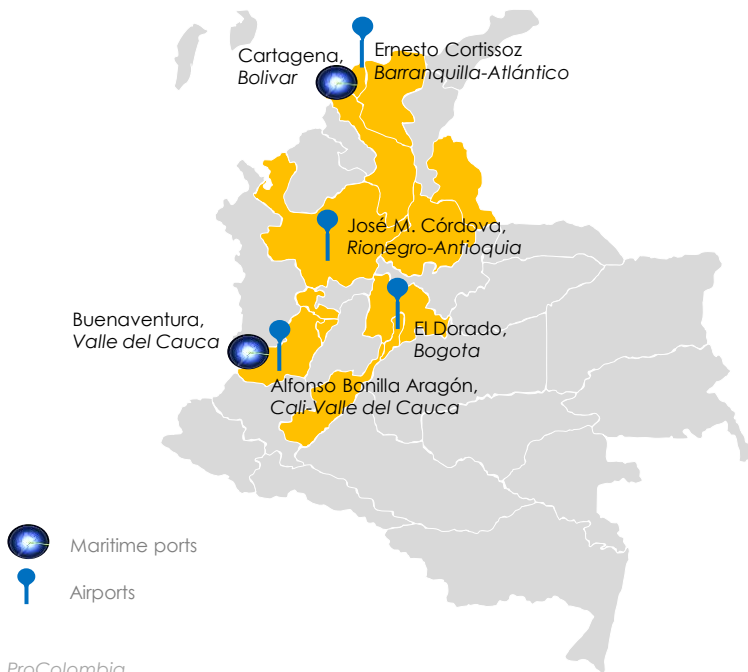 Cartagena,
Bolivar
Ernesto Cortissoz
Barranquilla-Atlántico
José M. Córdova,
Rionegro-Antioquia
Buenaventura,
Valle del Cauca
El Dorado,
Bogota
Alfonso Bonilla Aragón,
Cali-Valle del Cauca
Maritime ports
Airports
ProColombia